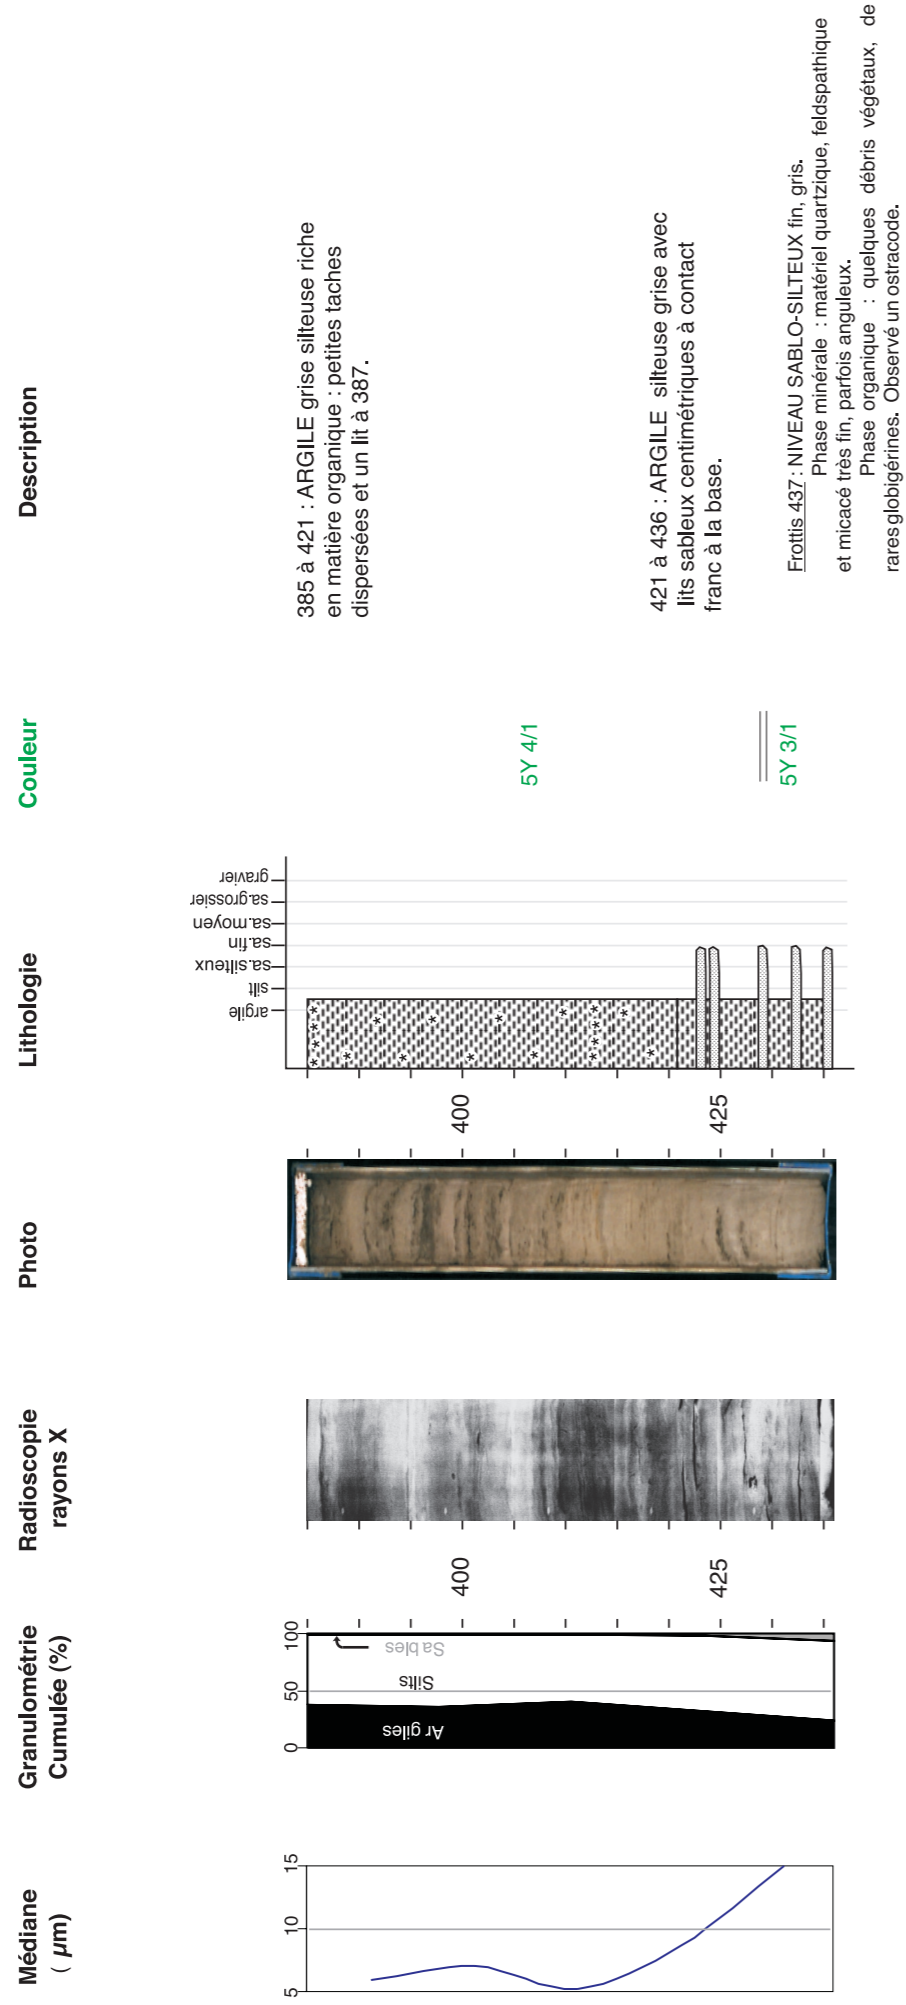 Médiane
( μm)
Granulométrie
Cumulée (%)
Radioscopie
rayons X
Photo
Lithologie
Couleur
Description
5
10
15
0
50
100
Argiles
Silts
Sables
400
425
400
425
argile
silt
sa.silteux
sa.fin
sa.moyen
sa.grossier
gravier
5Y 4/1
5Y 3/1
385 à 421 : ARGILE grise silteuse riche
en matière organique : petites taches
dispersées et un lit à 387.
421 à 436 : ARGILE silteuse grise avec
lits sableux centimétriques à contact
franc à la base.
Frottis 437 : NIVEAU SABLO-SILTEUX fin, gris.
Phase minérale : matériel quartzique, feldspathique
et micacé très fin, parfois anguleux.
Phase organique : quelques débris végétaux, de
rares globigérines. Observé un ostracode.